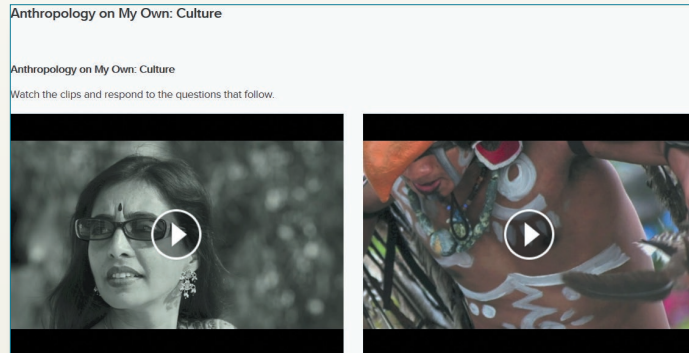 Anthropology on My Own: Culture
Anthropology on My Own: Culture
Watch the clips and respond to the questions that follow.